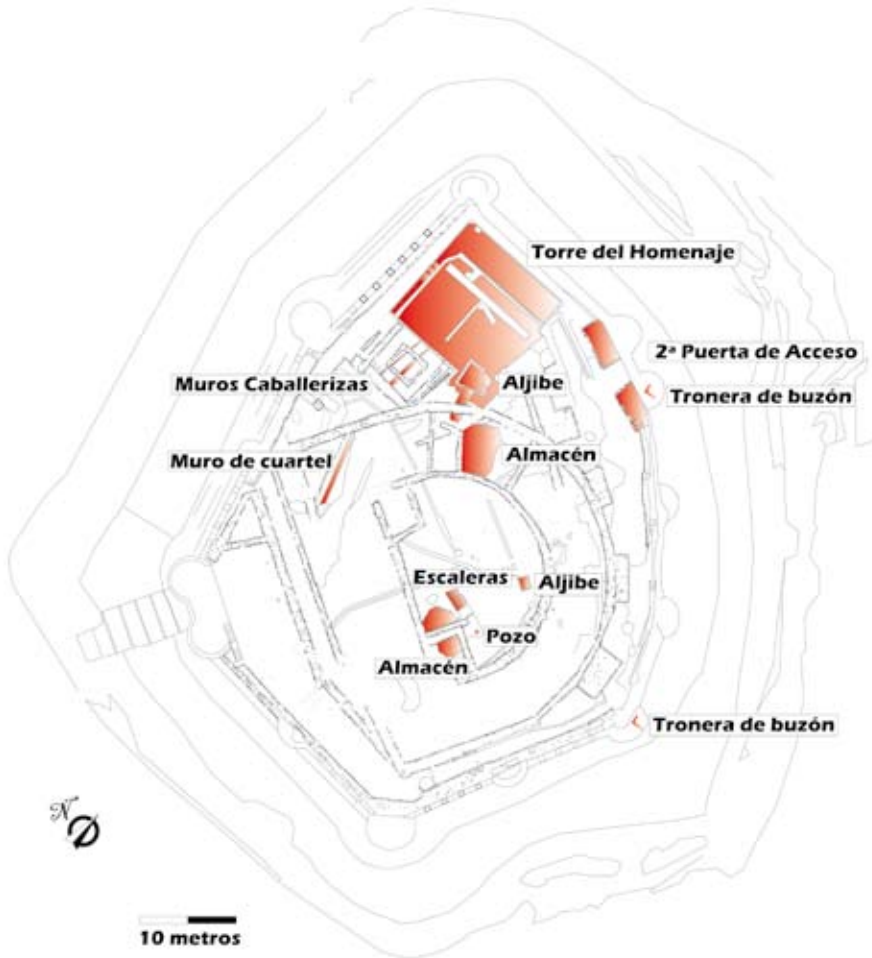 Torre del Homenaje
2ª Puerta de Acceso
Muros Caballerizas
Aljibe
Tronera de buzón
Muro de cuartel
Almacén
Escaleras
Aljibe
Pozo
Almacén
Tronera de buzón
N
10 metros